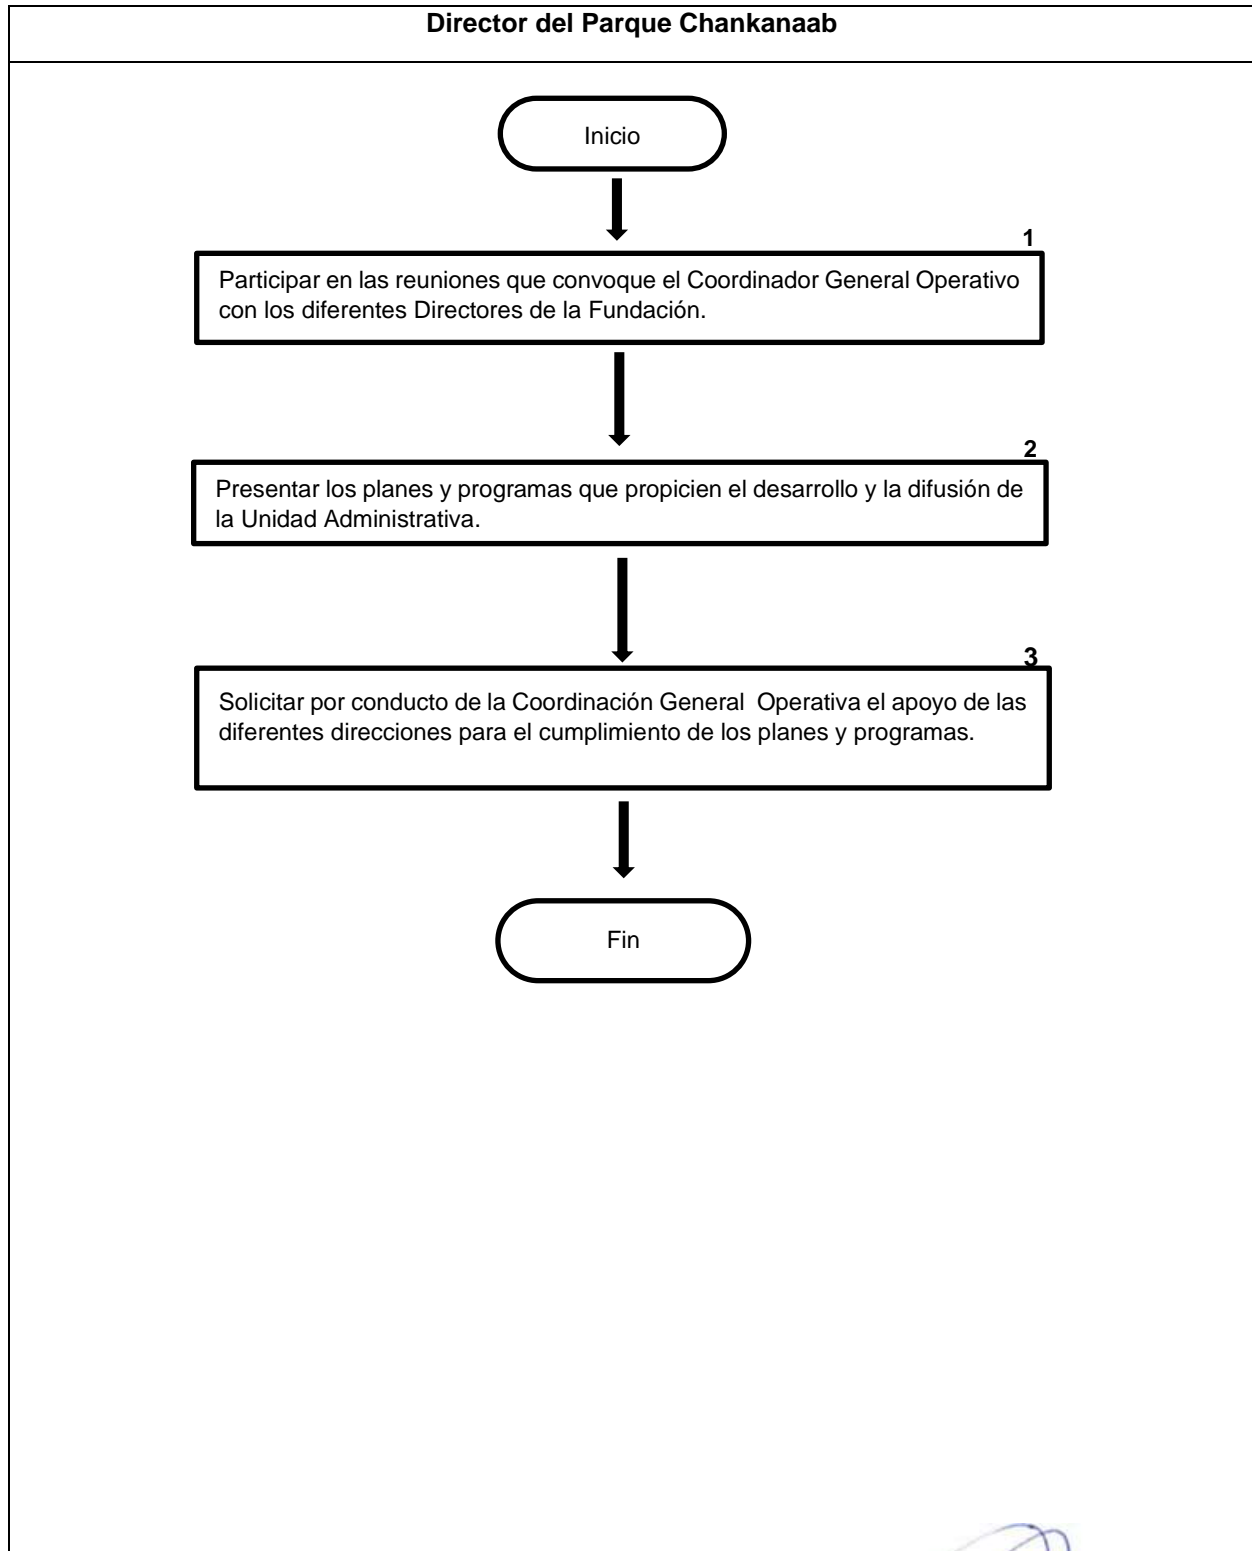 Director del Parque Chankanaab
Inicio
1
Participar en las reuniones que convoque el Coordinador General Operativo
con los diferentes Directores de la Fundación.
2
Presentar los planes y programas que propicien el desarrollo y la difusión de
la Unidad Administrativa.
3
Solicitar por conducto de la Coordinación General  Operativa el apoyo de las
diferentes direcciones para el cumplimiento de los planes y programas.
Fin